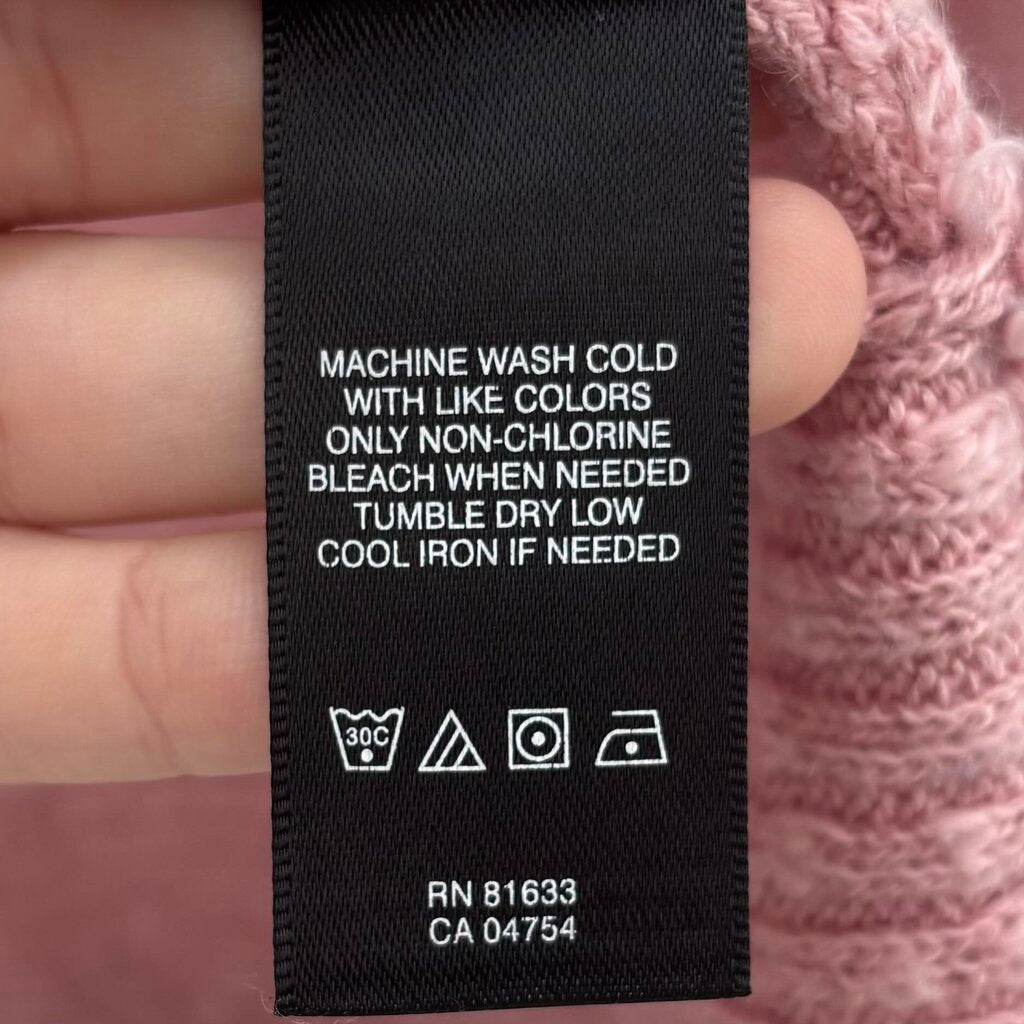 MACHINE WASH COLD
WITH LIKE COLORS
ONLY NON-CHLORINE
BLEACH WHEN NEEDED
TUMBLE DRY LOW
COOL IRON IF NEEDED
30C
RN 81633
CA 04754